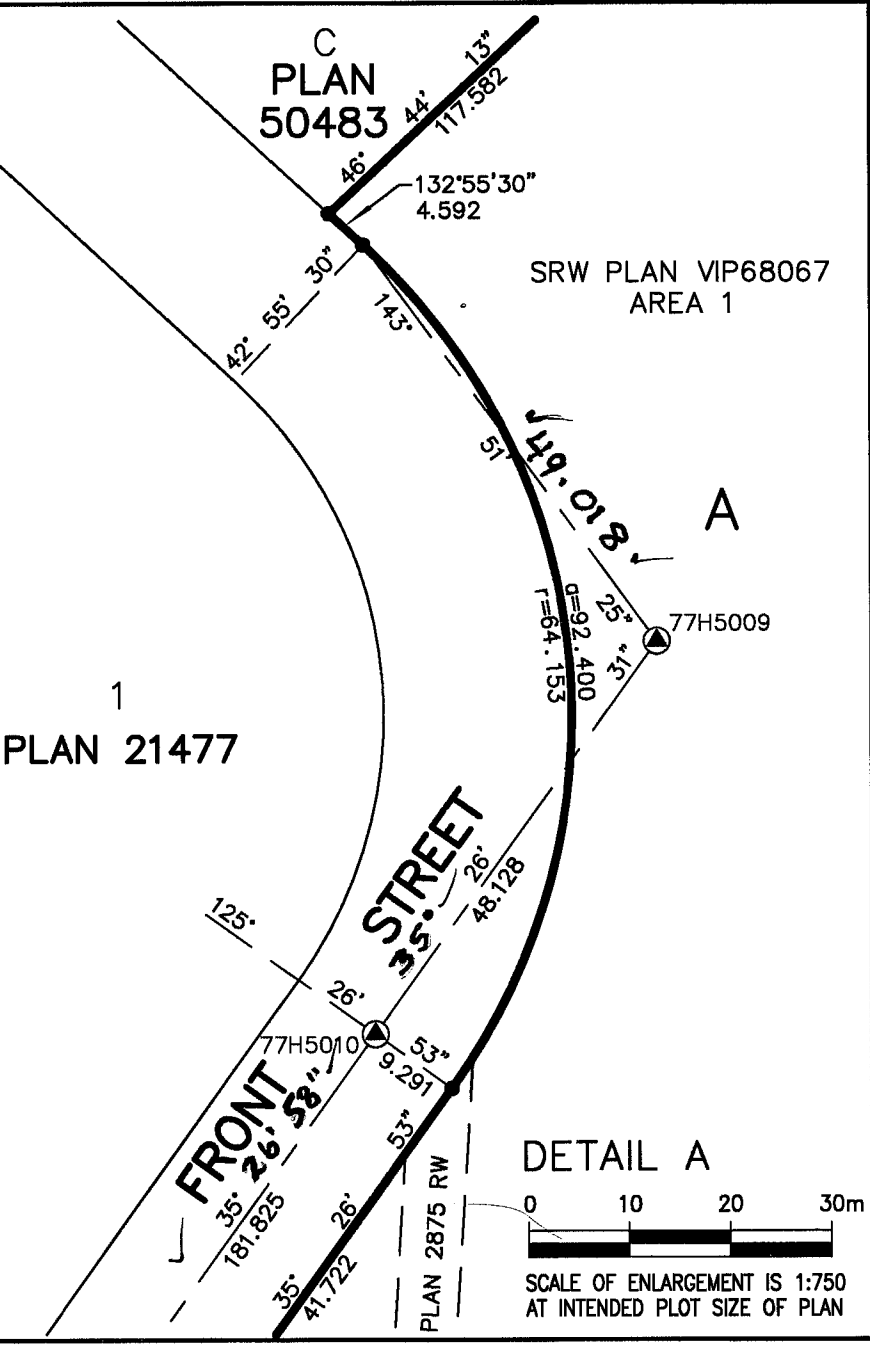 C
PLAN
50483
46° 44' 13"
117.582
132°55'30"
4.592
SRW PLAN VIP68067
AREA 1
42° 55' 30"
143° 51' 25"
49.018
A
77H5009
a=92.400
r=64.153
1
PLAN 21477
FRONT STREET
35° 26' 31"
48.128
125° 26' 53"
77H5010
9.291
35° 26' 58"
181.825
35° 26' 53"
41.722
PLAN 2875 RW
DETAIL A
0 10 20 30m
SCALE OF ENLARGEMENT IS 1:750
AT INTENDED PLOT SIZE OF PLAN